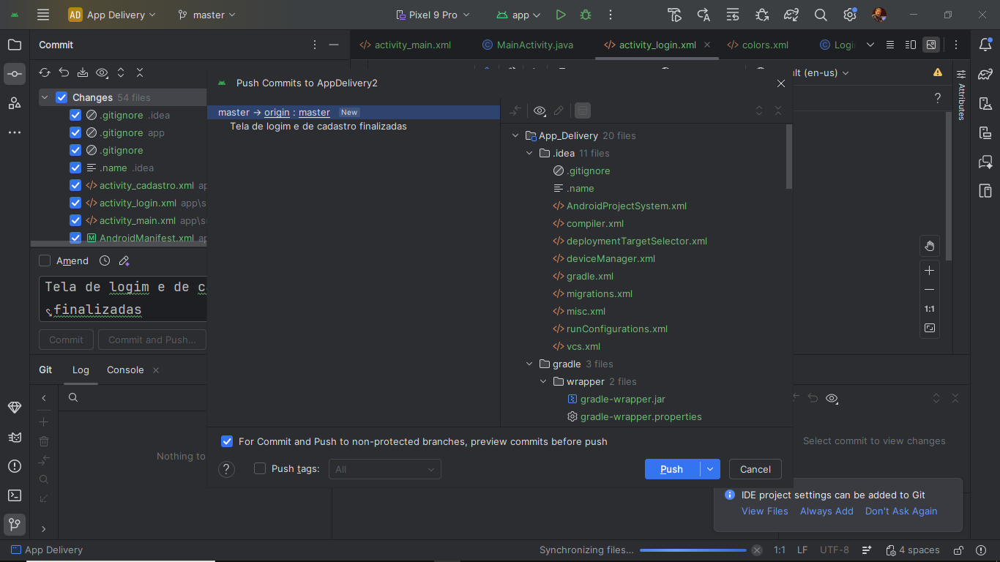 AD App Delivery master Pixel 9 Pro app
Commit
activity_main.xml MainActivity.java activity_login.xml colors.xml Logi
ult (en-us)
Attributes
Changes 54 files
.gitignore .idea
.gitignore app
.gitignore
.name .idea
activity_cadastro.xml ap
activity_login.xml app\s
activity_main.xml app\s
AndroidManifest.xml ap
Amend
Tela de logim e de c
finalizadas
Commit Commit and Push...
Push Commits to AppDelivery2
master → origin : master New
Tela de logim e de cadastro finalizadas
App_Delivery 20 files
.idea 11 files
.gitignore
.name
AndroidProjectSystem.xml
compiler.xml
deploymentTargetSelector.xml
deviceManager.xml
gradle.xml
migrations.xml
misc.xml
runConfigurations.xml
vcs.xml
gradle 3 files
wrapper 2 files
gradle-wrapper.jar
gradle-wrapper.properties
For Commit and Push to non-protected branches, preview commits before push
? Push tags: All Push Cancel
?
1:1
Git Log Console
Nothing to
Select commit to view changes
IDE project settings can be added to Git
View Files Always Add Don't Ask Again
App Delivery Synchronizing files... 1:1 LF UTF-8 4 spaces